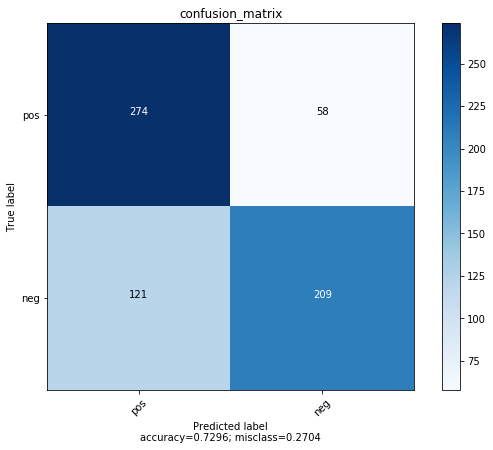 confusion_matrix
True label
pos
274
58
neg
121
209
pos
neg
Predicted label
accuracy=0.7296; misclass=0.2704
250
225
200
175
150
125
100
75